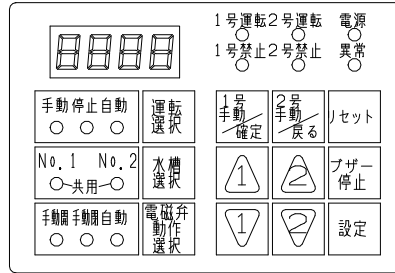 8888
1号運転 2号運転 電源
1号禁止 2号禁止 異常
手動 停止 自動
運転
選択
1号
手動
確定
2号
手動
戻る
リセット
No.1 No.2
共用
水槽
選択
1
2
ブザー
停止
手動開 手動閉 自動
電磁弁
動作
選択
1
2
設定